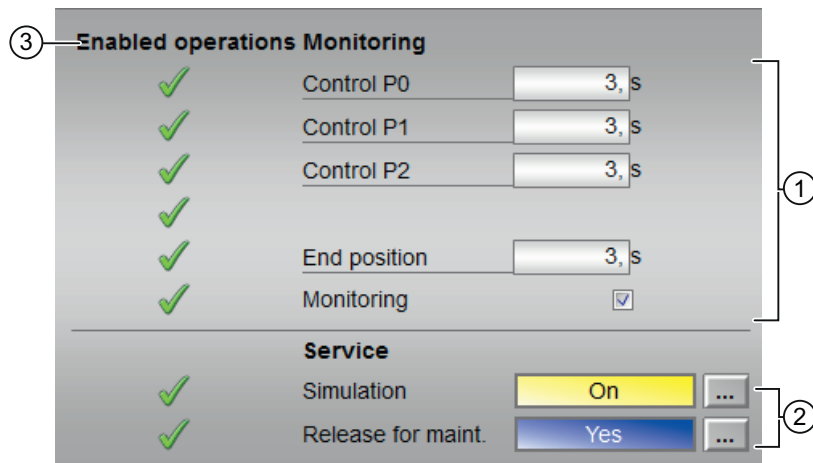 3 Enabled operations Monitoring
Control P0 3, s
Control P1 3, s
Control P2 3, s
1
End position 3, s
Monitoring
Service
Simulation On ...
2
Release for maint. Yes ...